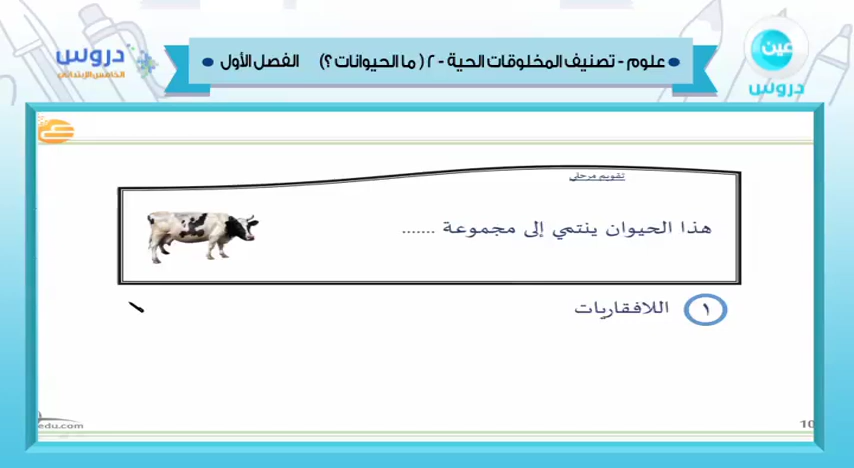 عين
دروس
علوم - تصنيف المخلوقات الحية - ٢ ( ما الحيوانات ؟) الفصل الأول
دروس
الخامس الإبتدائي
تقويم مرحلي
هذا الحيوان ينتمي إلى مجموعة .......
١ اللافقاريات
edu.com
10